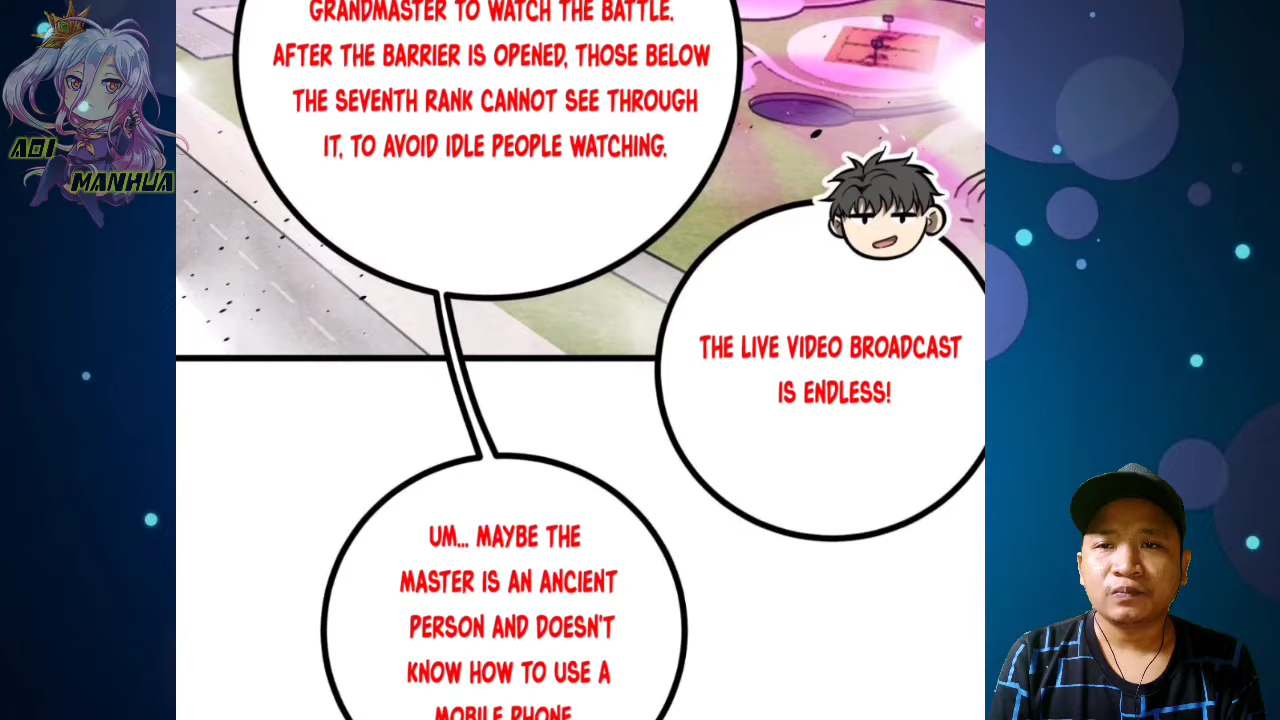 AOI
MANHUA
GRANDMASTER TO WATCH THE BATTLE.
AFTER THE BARRIER IS OPENED, THOSE BELOW
THE SEVENTH RANK CANNOT SEE THROUGH
IT, TO AVOID IDLE PEOPLE WATCHING.
THE LIVE VIDEO BROADCAST
IS ENDLESS!
UM... MAYBE THE
MASTER IS AN ANCIENT
PERSON AND DOESN'T
KNOW HOW TO USE A
MOBILE PHONE